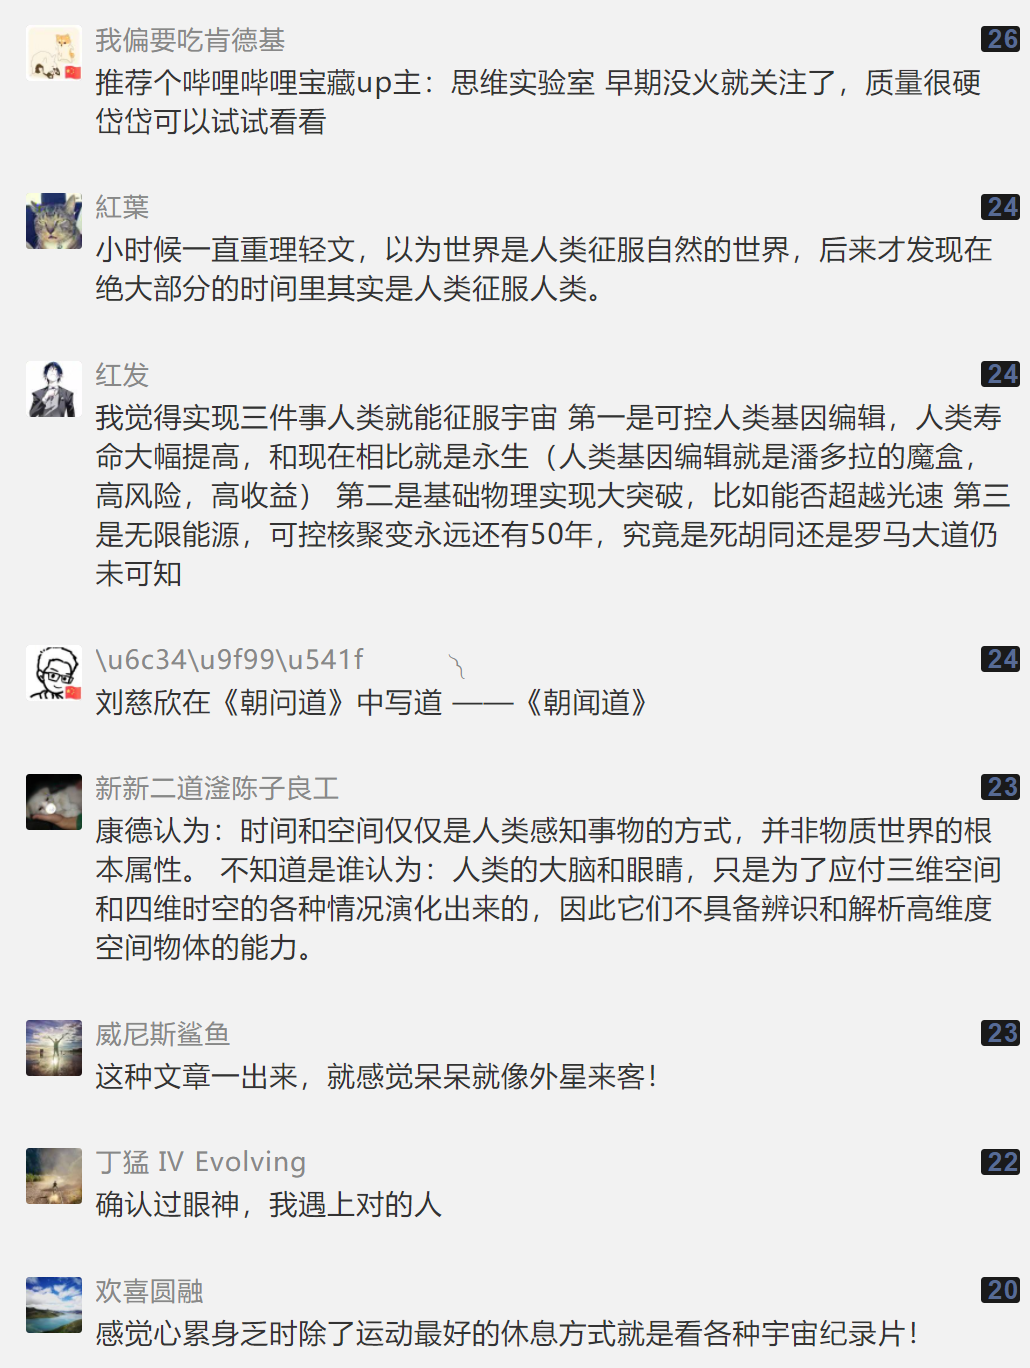 我偏要吃肯德基
26
推荐个哔哩哔哩宝藏up主：思维实验室 早期没火就关注了，质量很硬
岱岱可以试试看看
紅葉
24
小时候一直重理轻文，以为世界是人类征服自然的世界，后来才发现在
绝大部分的时间里其实是人类征服人类。
红发
24
我觉得实现三件事人类就能征服宇宙 第一是可控人类基因编辑，人类寿
命大幅提高，和现在相比就是永生（人类基因编辑就是潘多拉的魔盒，
高风险，高收益） 第二是基础物理实现大突破，比如能否超越光速 第三
是无限能源，可控核聚变永远还有50年，究竟是死胡同还是罗马大道仍
未可知
\u6c34\u9f99\u541f
24
刘慈欣在《朝问道》中写道 ——《朝闻道》
新新二道滏陈子良工
23
康德认为：时间和空间仅仅是人类感知事物的方式，并非物质世界的根
本属性。 不知道是谁认为：人类的大脑和眼睛，只是为了应付三维空间
和四维时空的各种情况演化出来的，因此它们不具备辨识和解析高维度
空间物体的能力。
威尼斯鲨鱼
23
这种文章一出来，就感觉呆呆就像外星来客！
丁猛 IV Evolving
22
确认过眼神，我遇上对的人
欢喜圆融
20
感觉心累身乏时除了运动最好的休息方式就是看各种宇宙纪录片！